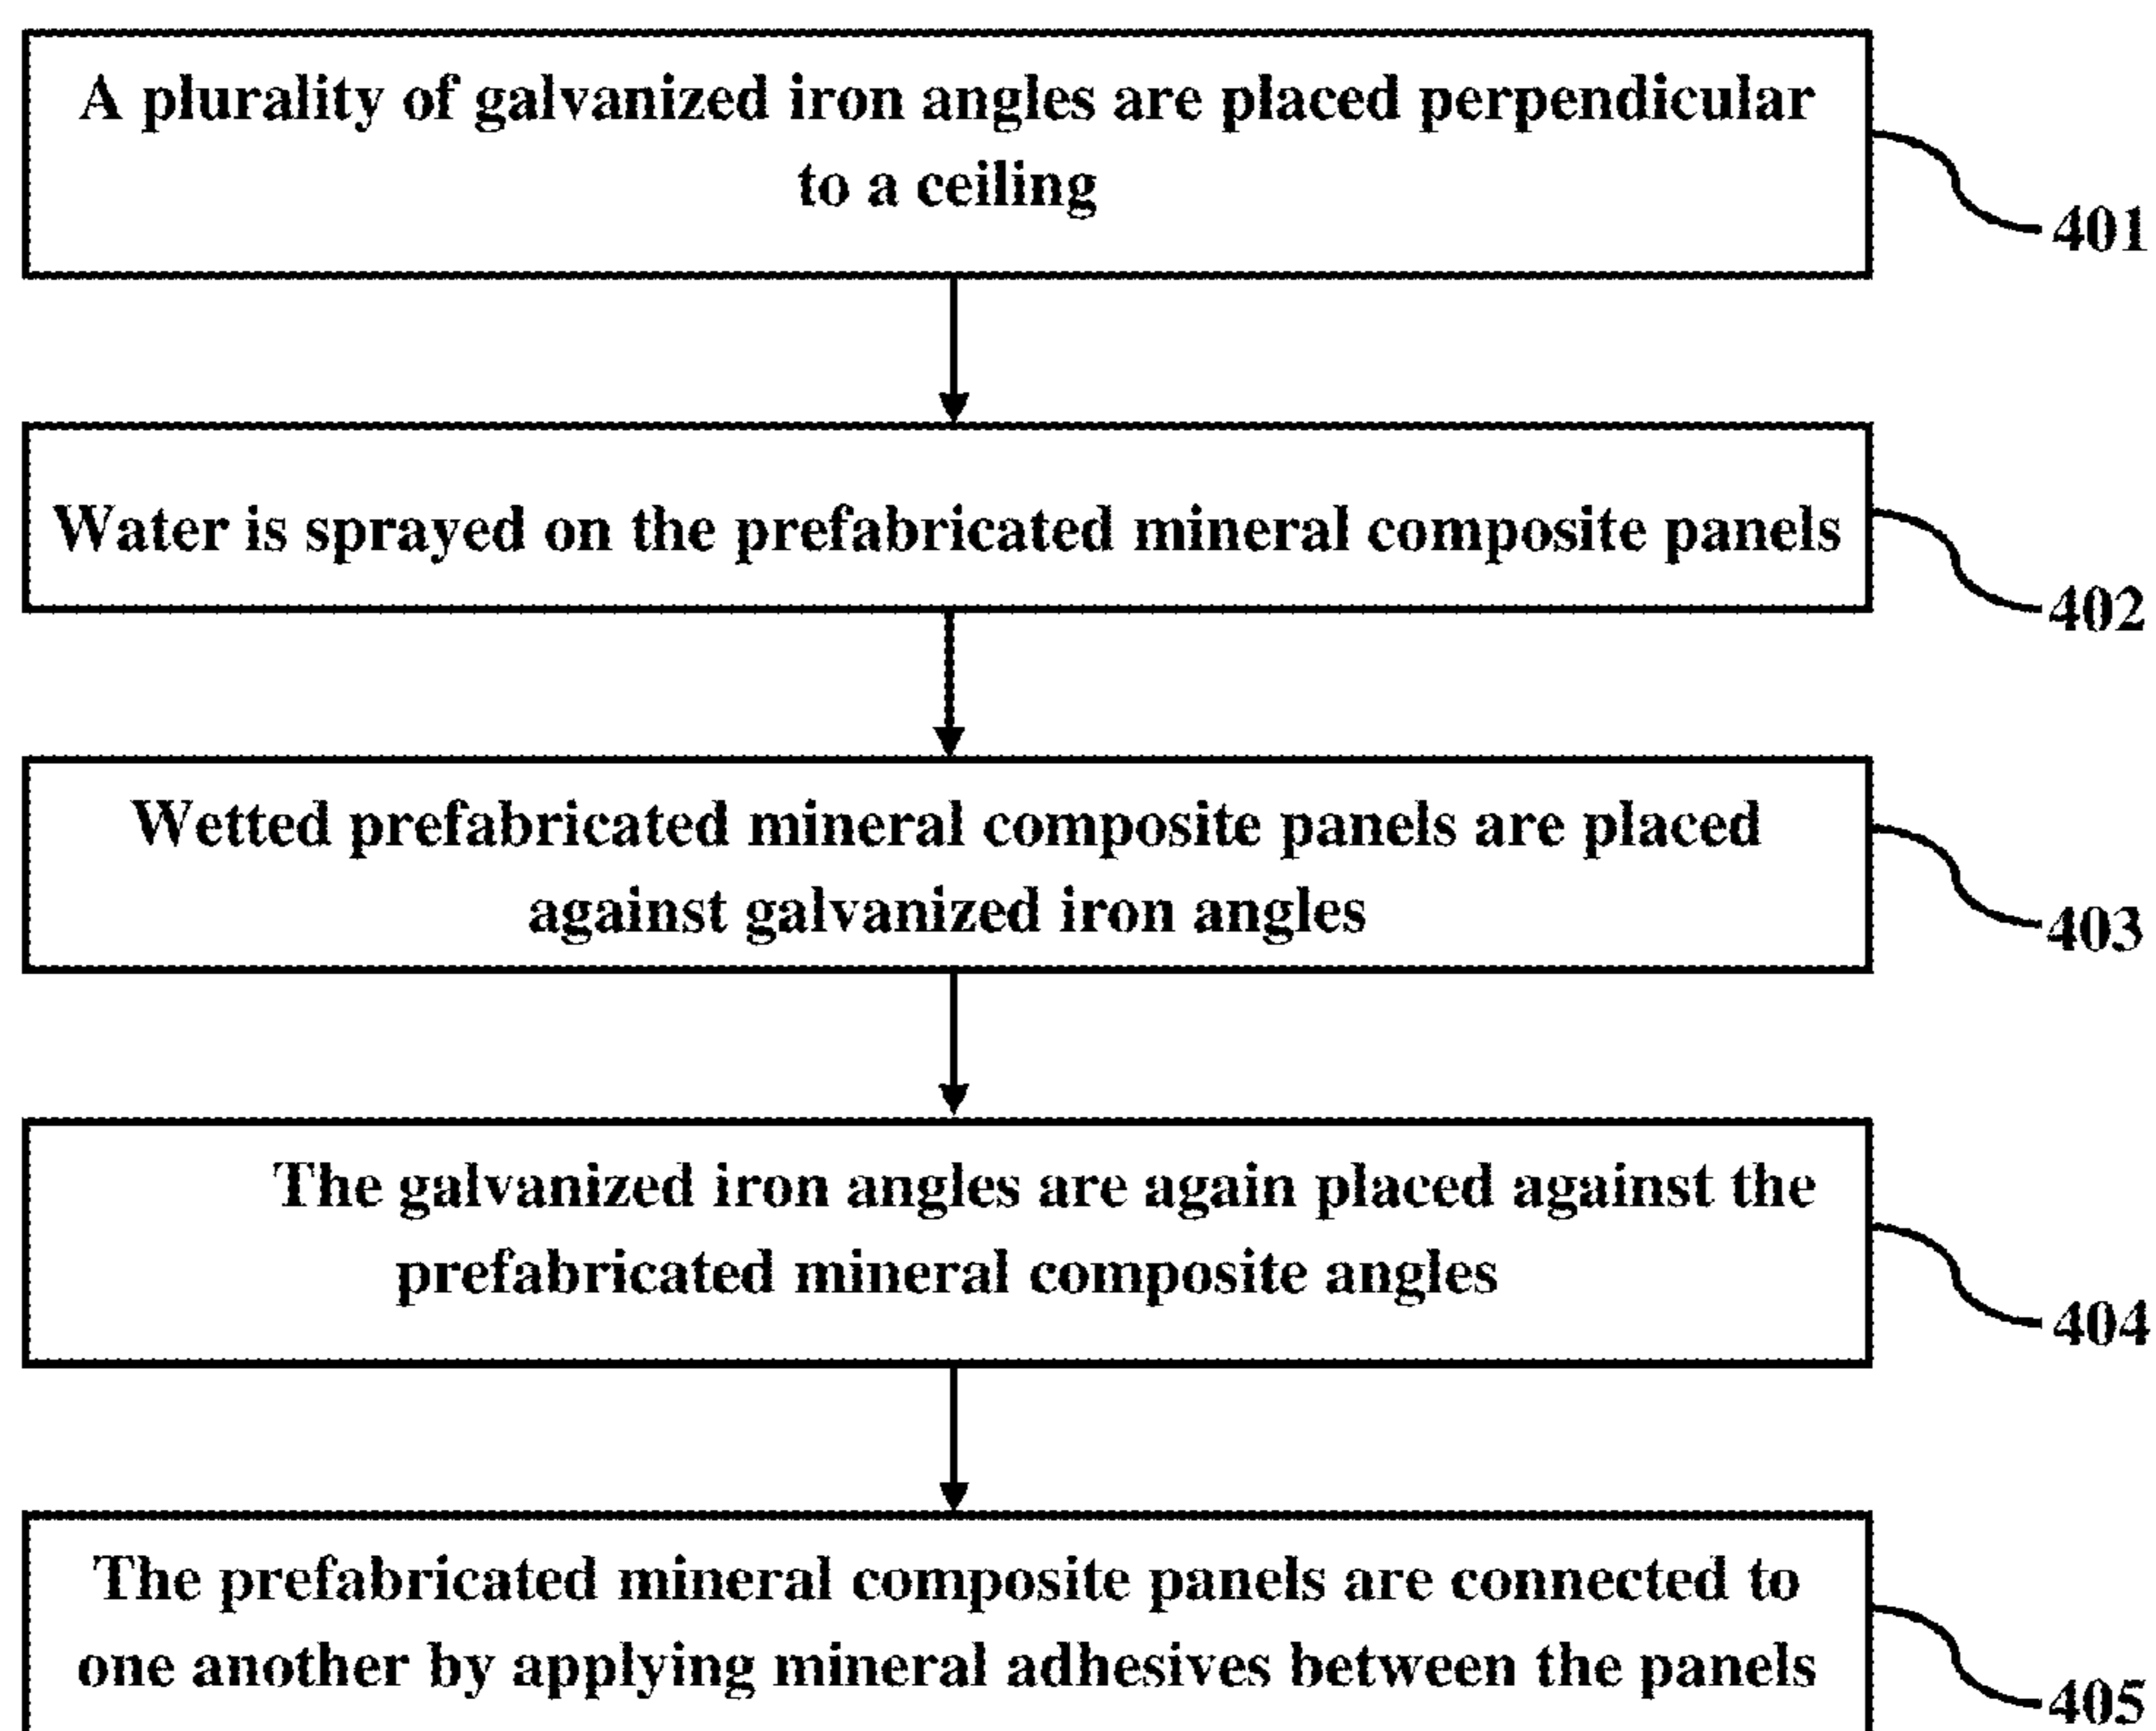 A plurality of galvanized iron angles are placed perpendicular
to a ceiling
401
Water is sprayed on the prefabricated mineral composite panels
402
Wetted prefabricated mineral composite panels are placed
against galvanized iron angles
403
The galvanized iron angles are again placed against the
prefabricated mineral composite angles
404
The prefabricated mineral composite panels are connected to
one another by applying mineral adhesives between the panels
405